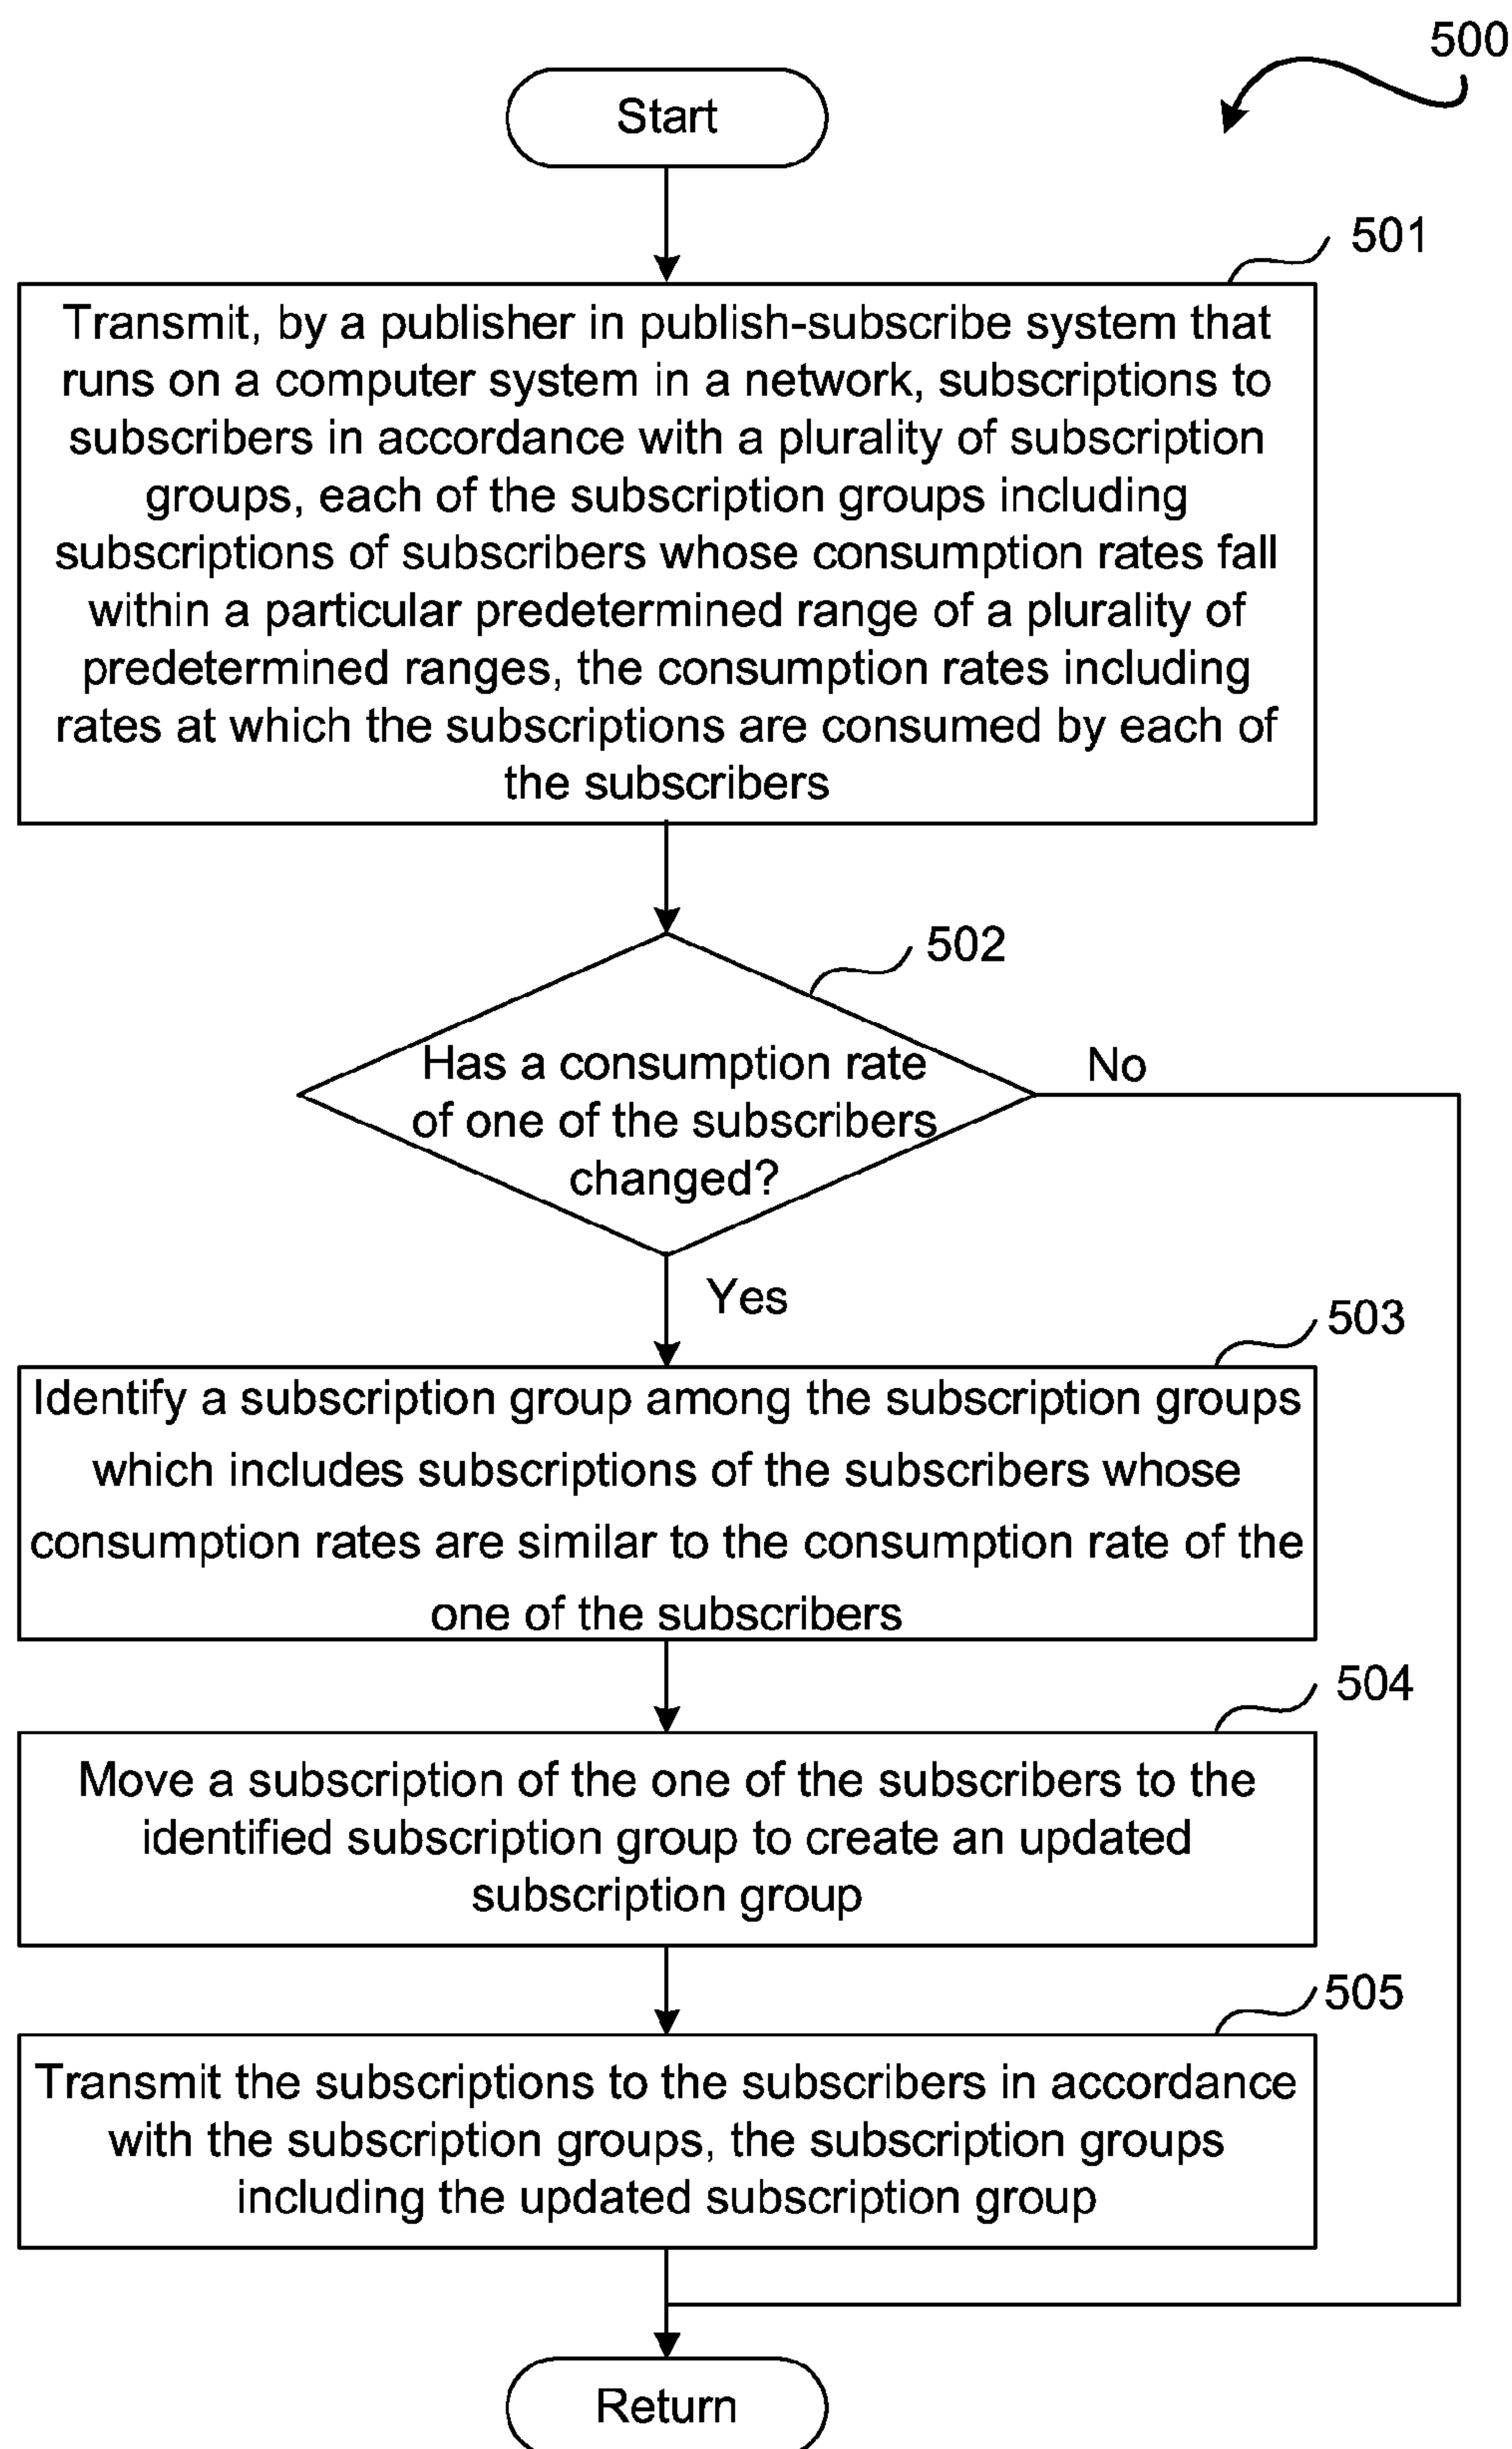 500
Start
501
Transmit, by a publisher in publish-subscribe system that
runs on a computer system in a network, subscriptions to
subscribers in accordance with a plurality of subscription
groups, each of the subscription groups including
subscriptions of subscribers whose consumption rates fall
within a particular predetermined range of a plurality of
predetermined ranges, the consumption rates including
rates at which the subscriptions are consumed by each of
the subscribers
502
Has a consumption rate
of one of the subscribers
changed?
No
Yes
503
Identify a subscription group among the subscription groups
which includes subscriptions of the subscribers whose
consumption rates are similar to the consumption rate of the
one of the subscribers
504
Move a subscription of the one of the subscribers to the
identified subscription group to create an updated
subscription group
505
Transmit the subscriptions to the subscribers in accordance
with the subscription groups, the subscription groups
including the updated subscription group
Return